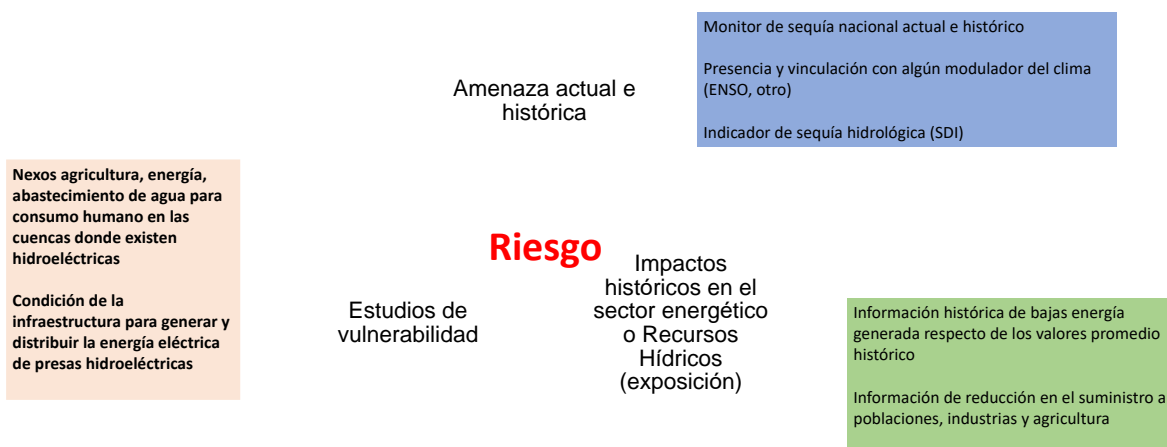 Monitor de sequía nacional actual e histórico
Presencia y vinculación con algún modulador del clima
(ENSO, otro)
Indicador de sequía hidrológica (SDI)
Amenaza actual e
histórica
Nexos agricultura, energía,
abastecimiento de agua para
consumo humano en las
cuencas donde existen
hidroeléctricas
Condición de la
infraestructura para generar y
distribuir la energía eléctrica
de presas hidroeléctricas
Riesgo
Estudios de
vulnerabilidad
Impactos
históricos en el
sector energético
o Recursos
Hídricos
(exposición)
Información histórica de bajas energía
generada respecto de los valores promedio
histórico
Información de reducción en el suministro a
poblaciones, industrias y agricultura